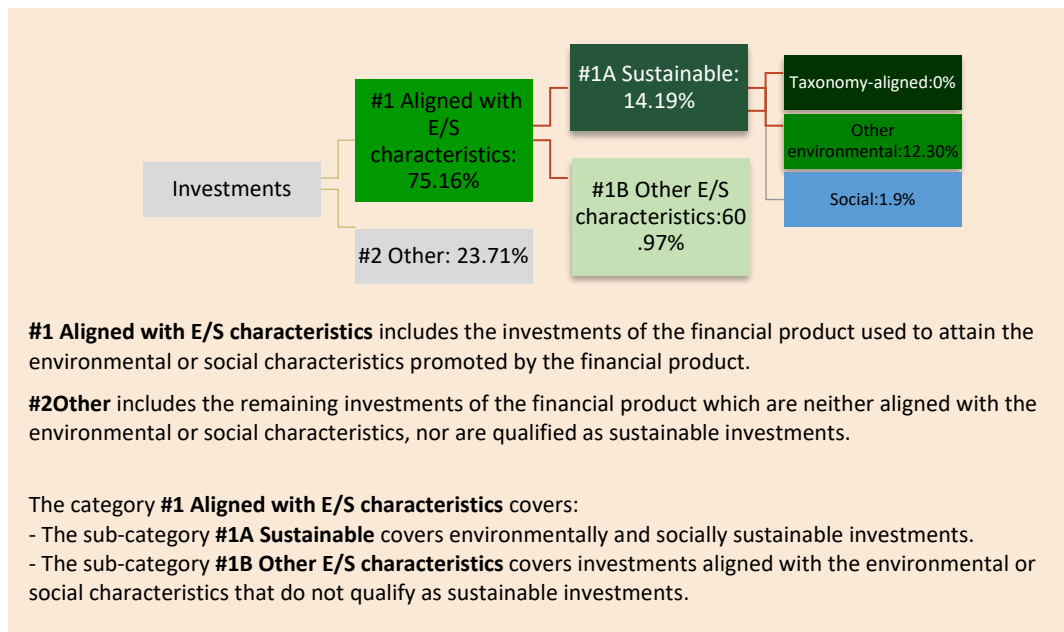 Investments
#1 Aligned with
E/S
characteristics:
75.16%
#2 Other: 23.71%
#1A Sustainable:
14.19%
#1B Other E/S
characteristics:60
.97%
Taxonomy-aligned:0%
Other
environmental:12.30%
Social:1.9%
#1 Aligned with E/S characteristics includes the investments of the financial product used to attain the
environmental or social characteristics promoted by the financial product.
#2Other includes the remaining investments of the financial product which are neither aligned with the
environmental or social characteristics, nor are qualified as sustainable investments.
The category #1 Aligned with E/S characteristics covers:
- The sub-category #1A Sustainable covers environmentally and socially sustainable investments.
- The sub-category #1B Other E/S characteristics covers investments aligned with the environmental or
social characteristics that do not qualify as sustainable investments.